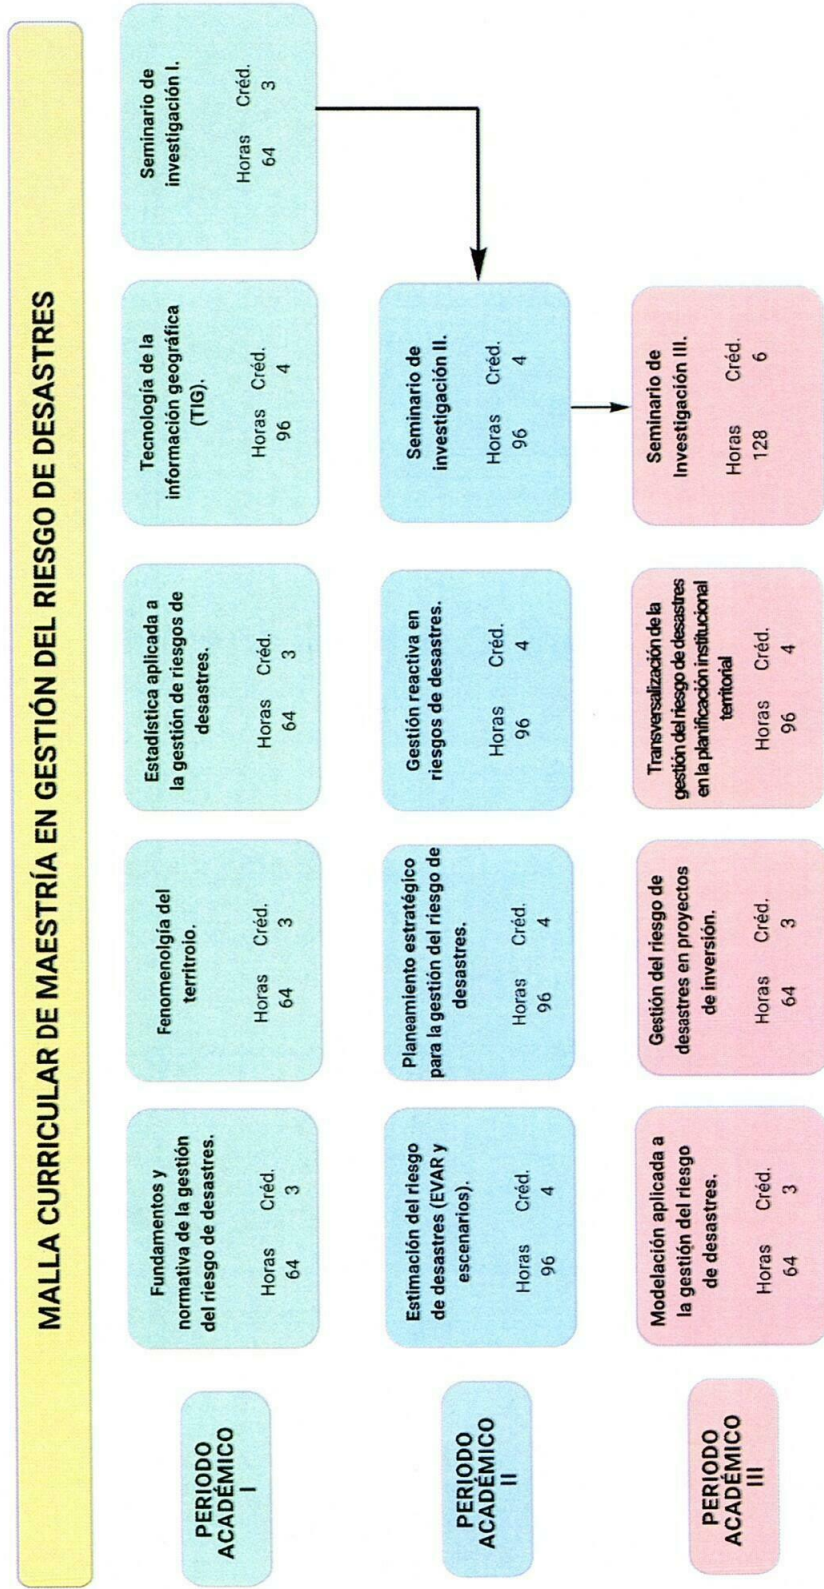 MALLA CURRICULAR DE MAESTRÍA EN GESTIÓN DEL RIESGO DE DESASTRES
PERIODO
ACADÉMICO
I
Fundamentos y
normativa de la gestión
del riesgo de desastres.
Horas Créd.
64 3
Fenomenolgía del
territroio.
Horas Créd.
64 3
Estadística aplicada a
la gestión de riesgos de
desastres.
Horas Créd.
64 3
Tecnología de la
información geográfica
(TIG).
Horas Créd.
96 4
Seminario de
investigación I.
Horas Créd.
64 3
PERIODO
ACADÉMICO
II
Estimación del riesgo
de desastres (EVAR y
escenarios).
Horas Créd.
96 4
Planeamiento estratégico
para la gestión del riesgo de
desastres.
Horas Créd.
96 4
Gestión reactiva en
riesgos de desastres.
Horas Créd.
96 4
Seminario de
investigación II.
Horas Créd.
96 4
PERIODO
ACADÉMICO
III
Modelación aplicada a
la gestión del riesgo
de desastres.
Horas Créd.
64 3
Gestión del riesgo de
desastres en proyectos
de inversión.
Horas Créd.
64 3
Transversalización de la
gestión del riesgo de desastres
en la planificación institucional
territorial
Horas Créd.
96 4
Seminario de
Investigación III.
Horas Créd.
128 6